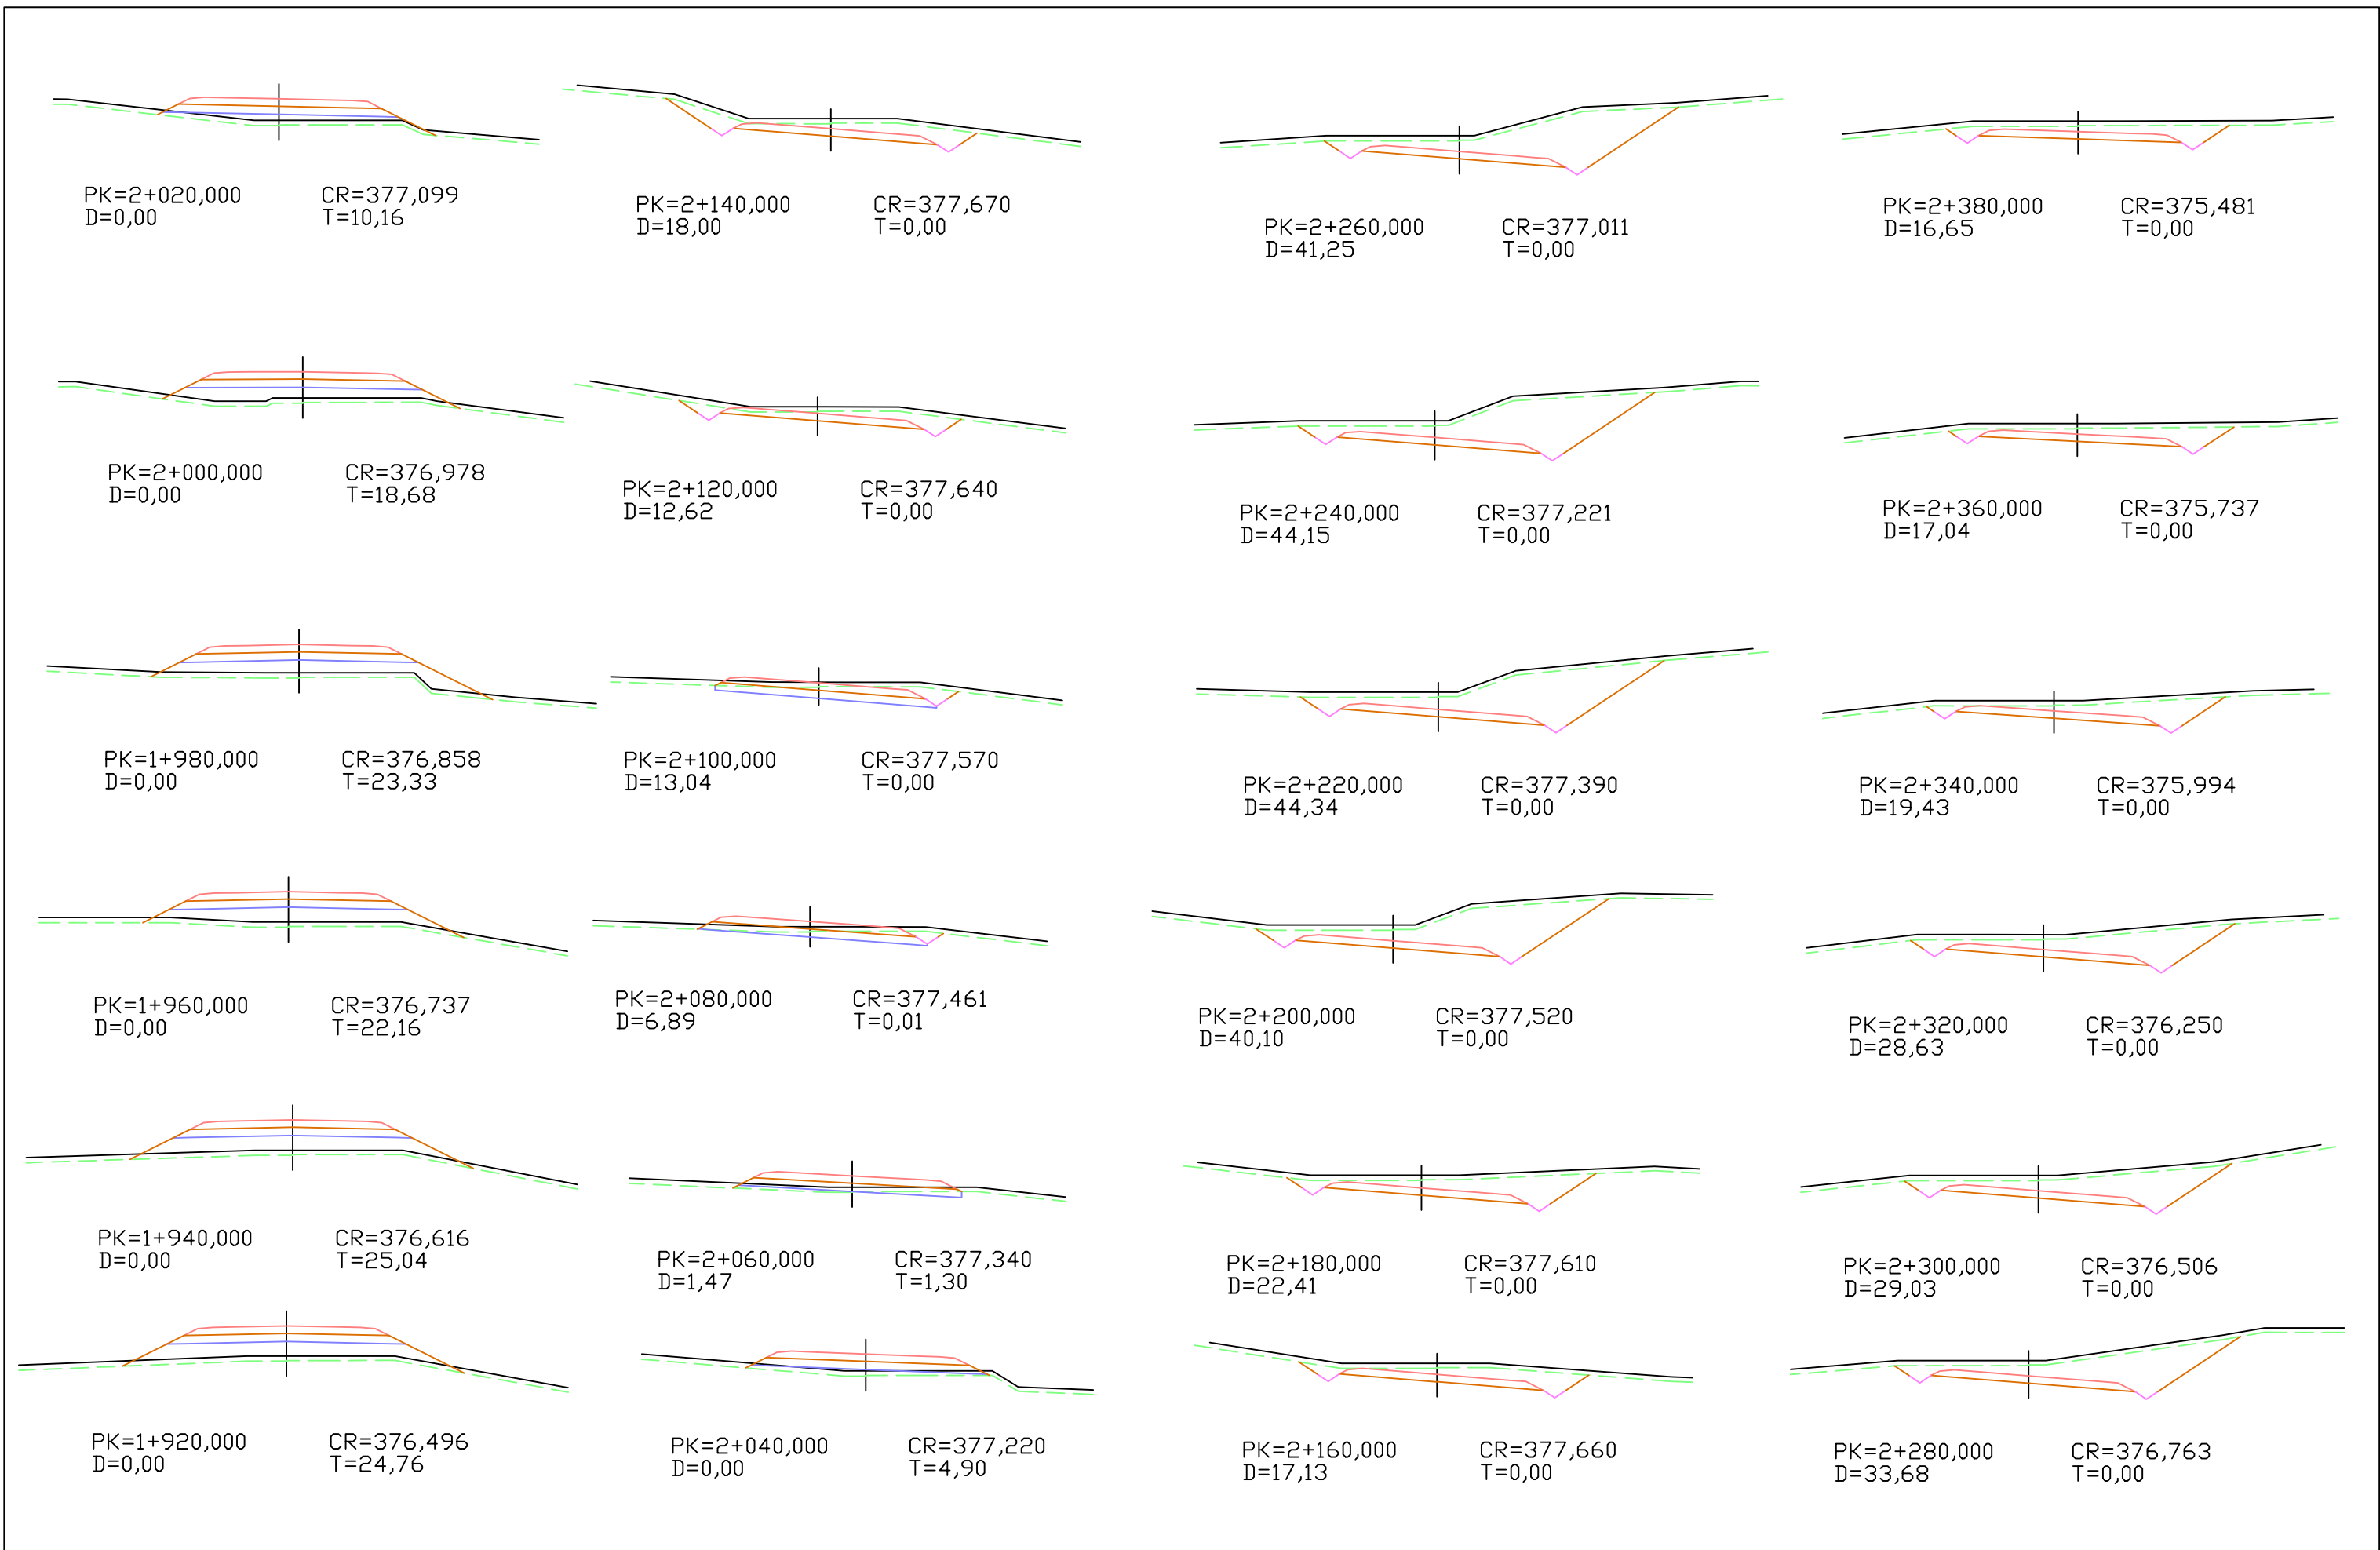 PK=2+020,000 CR=377,099
D=0,00 T=10,16
PK=2+140,000 CR=377,670
D=18,00 T=0,00
PK=2+260,000 CR=377,011
D=41,25 T=0,00
PK=2+380,000 CR=375,481
D=16,65 T=0,00
PK=2+000,000 CR=376,978
D=0,00 T=18,68
PK=2+120,000 CR=377,640
D=12,62 T=0,00
PK=2+240,000 CR=377,221
D=44,15 T=0,00
PK=2+360,000 CR=375,737
D=17,04 T=0,00
PK=1+980,000 CR=376,858
D=0,00 T=23,33
PK=2+100,000 CR=377,570
D=13,04 T=0,00
PK=2+220,000 CR=377,390
D=44,34 T=0,00
PK=2+340,000 CR=375,994
D=19,43 T=0,00
PK=1+960,000 CR=376,737
D=0,00 T=22,16
PK=2+080,000 CR=377,461
D=6,89 T=0,01
PK=2+200,000 CR=377,520
D=40,10 T=0,00
PK=2+320,000 CR=376,250
D=28,63 T=0,00
PK=1+940,000 CR=376,616
D=0,00 T=25,04
PK=2+060,000 CR=377,340
D=1,47 T=1,30
PK=2+180,000 CR=377,610
D=22,41 T=0,00
PK=2+300,000 CR=376,506
D=29,03 T=0,00
PK=1+920,000 CR=376,496
D=0,00 T=24,76
PK=2+040,000 CR=377,220
D=0,00 T=4,90
PK=2+160,000 CR=377,660
D=17,13 T=0,00
PK=2+280,000 CR=376,763
D=33,68 T=0,00